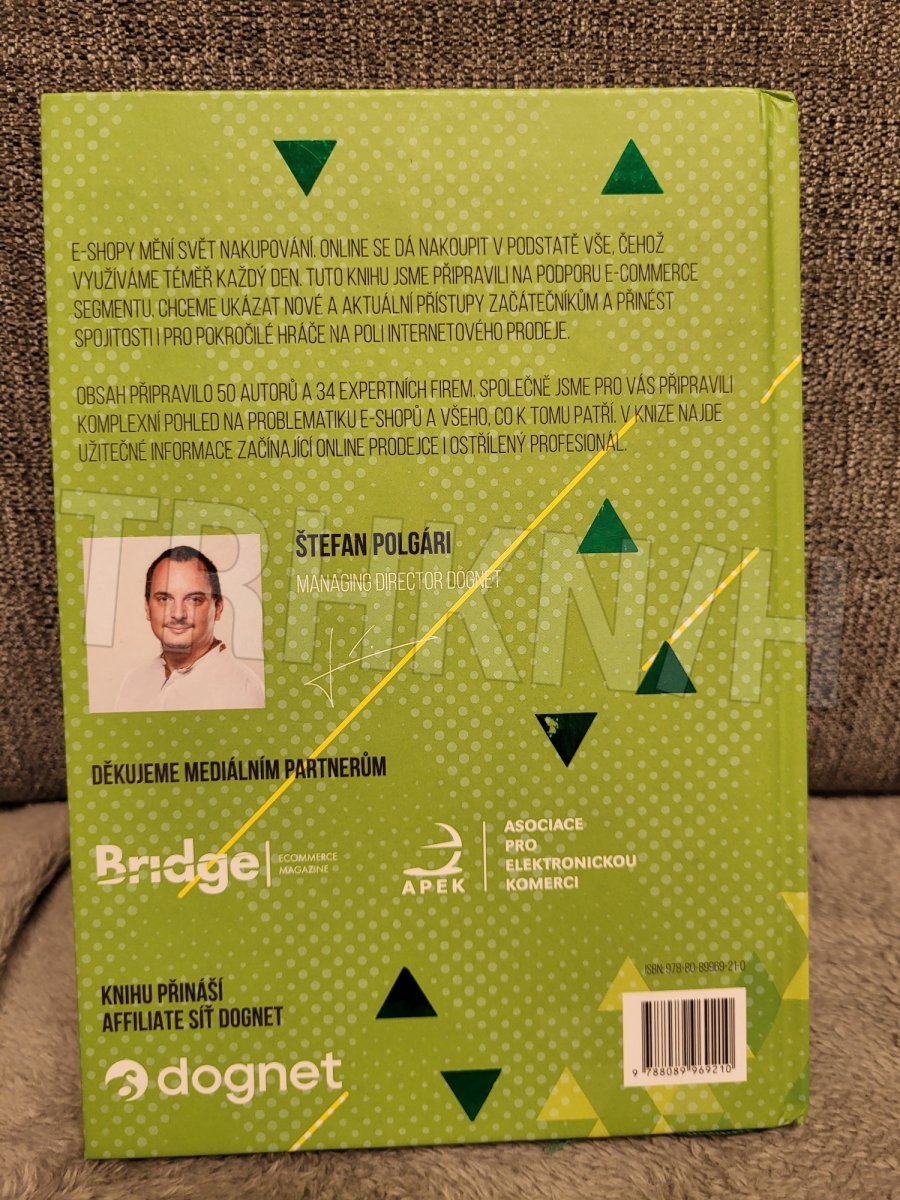 E-SHOPY MĚNÍ SVĚT NAKUPOVÁNÍ. ONLINE SE DÁ NAKOUPIT V PODSTATĚ VŠE, ČEHOŽ
VYUŽÍVÁME TÉMĚŘ KAŽDÝ DEN. TUTO KNIHU JSME PŘIPRAVILI NA PODPORU E-COMMERCE
SEGMENTU. CHCEME UKÁZAT NOVÉ A AKTUÁLNÍ PŘÍSTUPY ZAČÁTEČNÍKŮM A PŘINÉST
SPOJITOSTI I PRO POKROČILÉ HRÁČE NA POLI INTERNETOVÉHO PRODEJE.
OBSAH PŘIPRAVILO 50 AUTORŮ A 34 EXPERTNÍCH FIREM. SPOLEČNĚ JSME PRO VÁS PŘIPRAVILI
KOMPLEXNÍ POHLED NA PROBLEMATIKU E-SHOPŮ A VŠEHO, CO K TOMU PATŘÍ. V KNIZE NAJDE
UŽITEČNÉ INFORMACE ZAČÍNAJÍCÍ ONLINE PRODEJCE I OSTŘÍLENÝ PROFESIONÁL.
TRHKNIH
ŠTEFAN POLGÁRI
MANAGING DIRECTOR DOGNET
DĚKUJEME MEDIÁLNÍM PARTNERŮM
Bridge
ECOMMERCE
MAGAZINE
APEK
ASOCIACE
PRO
ELEKTRONICKOU
KOMERCI
KNIHU PŘINÁŠÍ
AFFILIATE SÍŤ DOGNET
dognet
ISBN: 978-80-89969-21-0
9 788089 969210